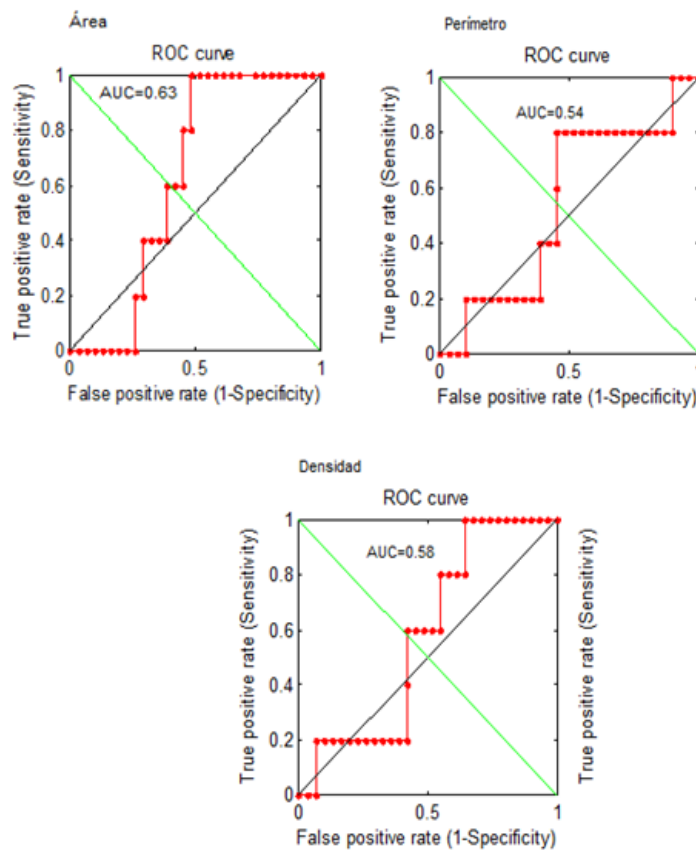 Área
ROC curve
AUC=0.63
True positive rate (Sensitivity)
1
0.8
0.6
0.4
0.2
0
0
0.5
1
False positive rate (1-Specificity)
Perímetro
ROC curve
AUC=0.54
True positive rate (Sensitivity)
1
0.8
0.6
0.4
0.2
0
0
0.5
1
False positive rate (1-Specificity)
Densidad
ROC curve
AUC=0.58
True positive rate (Sensitivity)
1
0.8
0.6
0.4
0.2
0
0
0.5
1
False positive rate (1-Specificity)
True positive rate (Sensitivity)